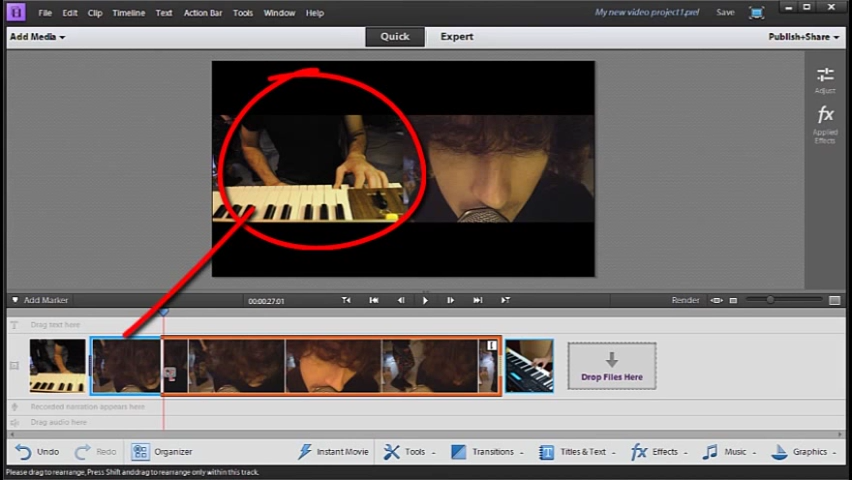 File Edit Clip Timeline Text Action Bar Tools Window Help My new video project1.prel Save
Add Media Quick Expert Publish+Share
Adjust
fx
Applied
Effects
Add Marker 00:00:27:01 Render
Drag text here
Drop Files Here
Recorded narration appears here
Drag audio here
Undo Redo Organizer Instant Movie Tools Transitions Titles & Text fx Effects Music Graphics
Please drag to rearrange, Press Shift anddrag to rearrange only within this track.